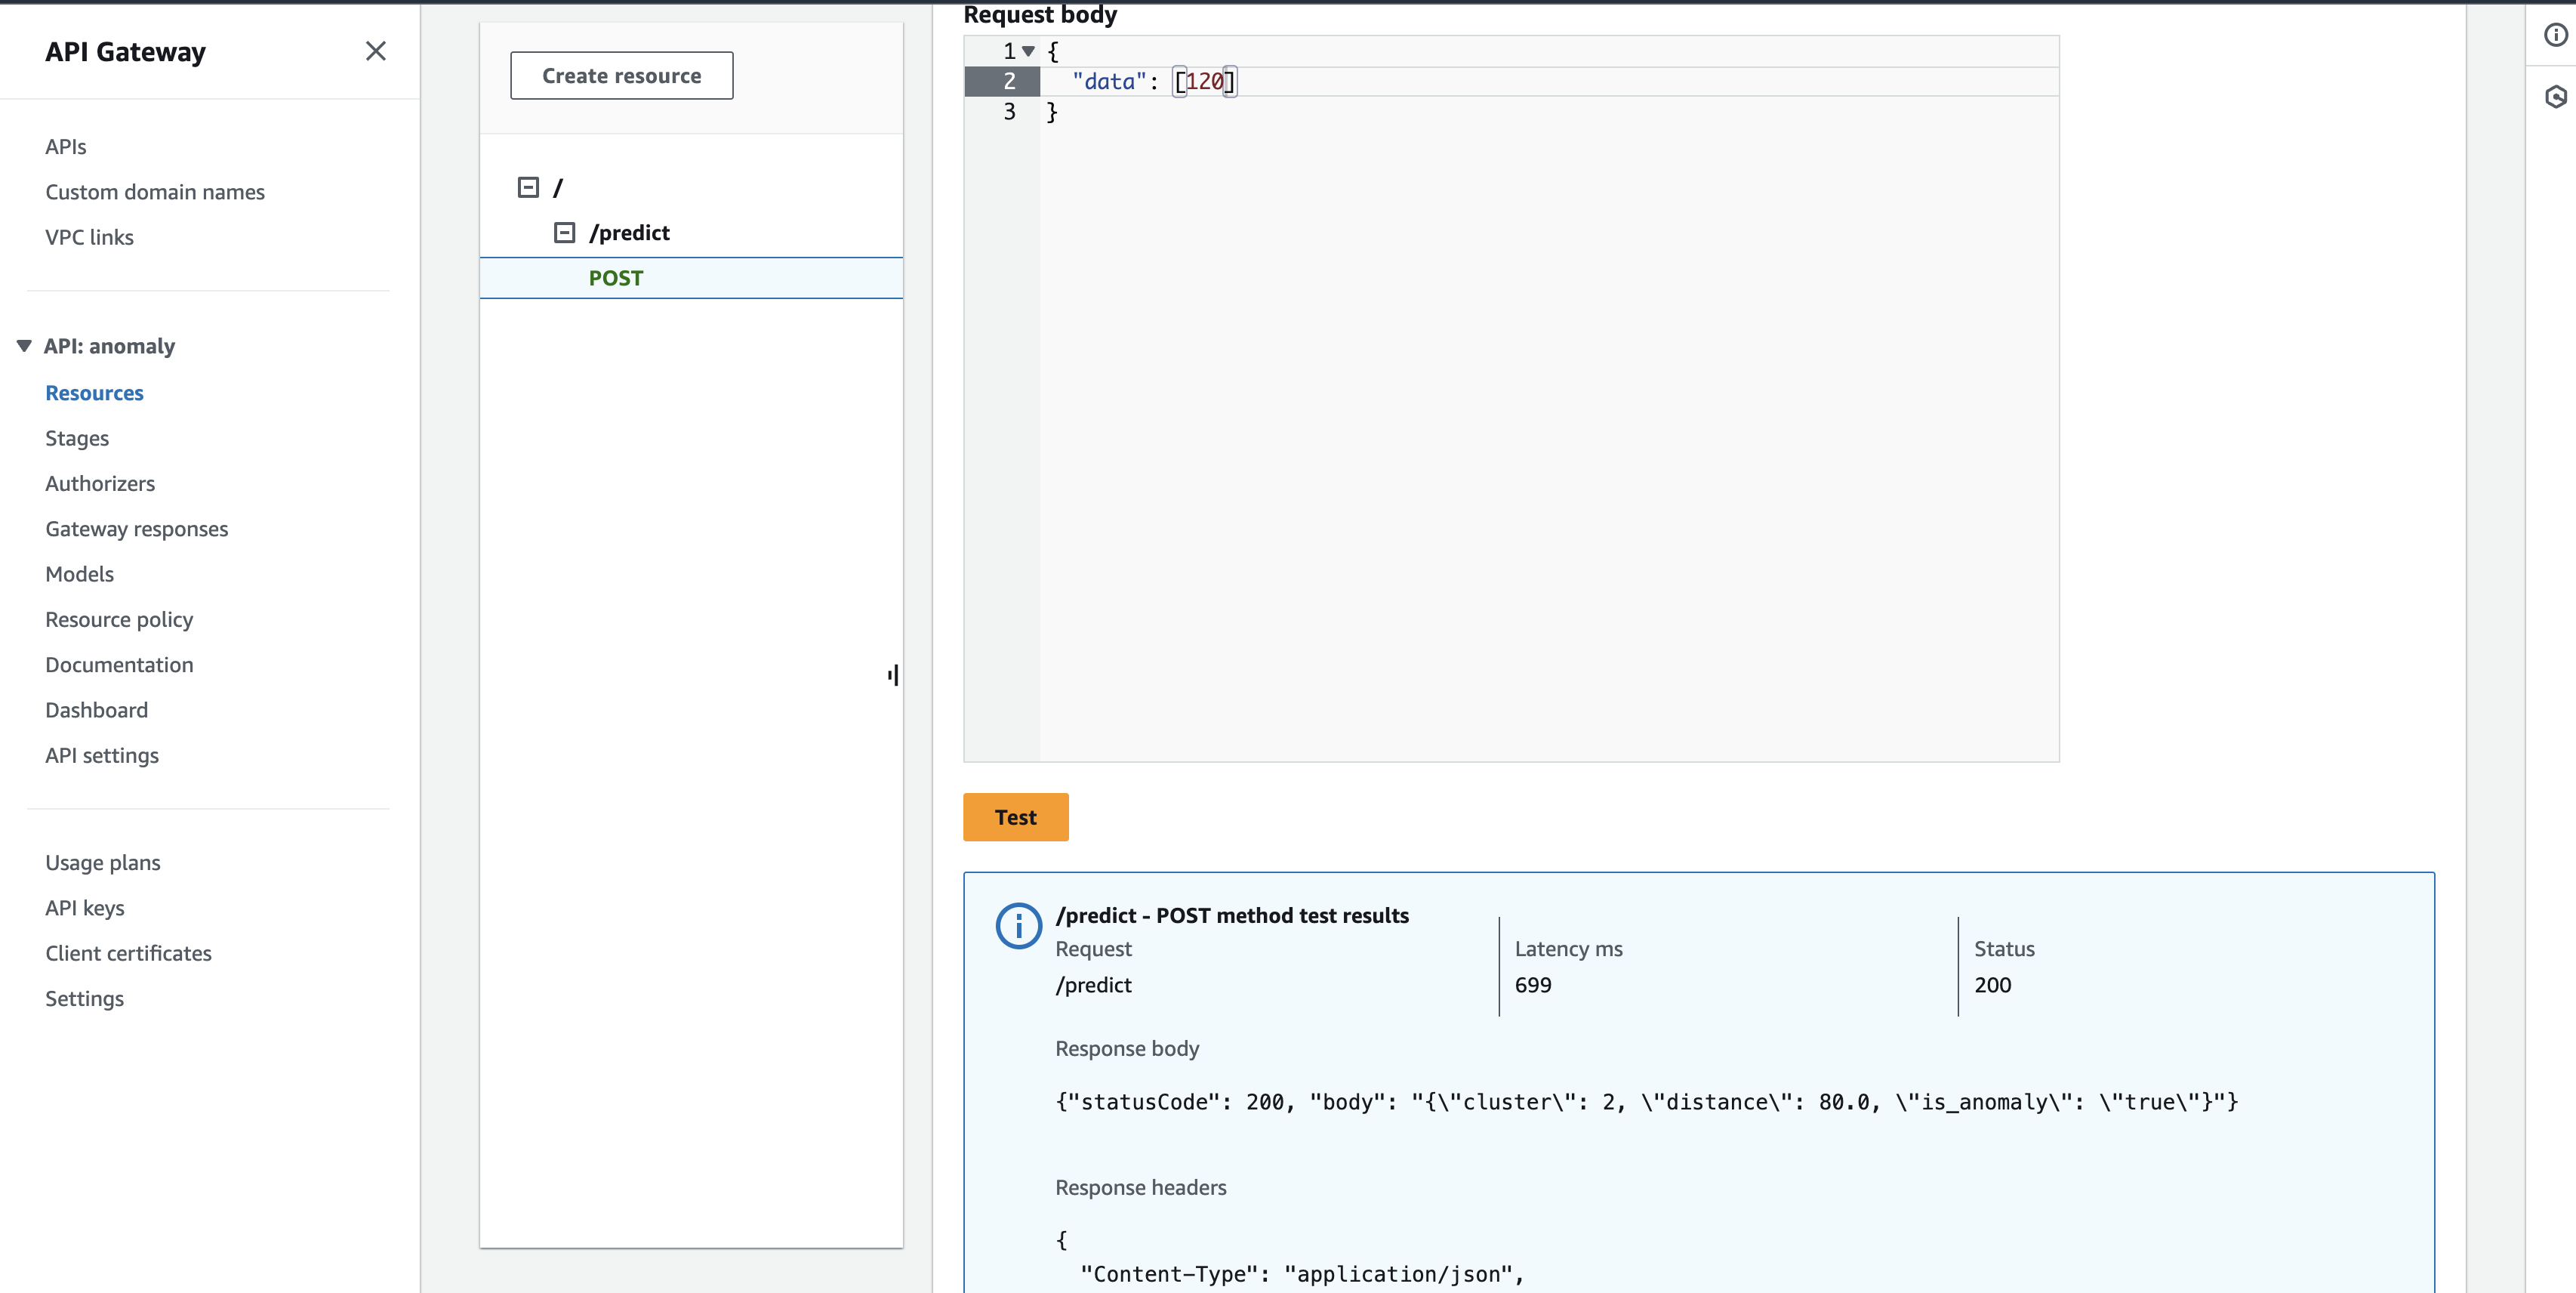 API Gateway
APIs
Custom domain names
VPC links
API: anomaly
Resources
Stages
Authorizers
Gateway responses
Models
Resource policy
Documentation
Dashboard
API settings
Usage plans
API keys
Client certificates
Settings
Create resource
/
/predict
POST
Request body
1 {
2 "data": [120]
3 }
Test
/predict - POST method test results
Request
/predict
Latency ms
699
Status
200
Response body
{"statusCode": 200, "body": "{\"cluster\": 2, \"distance\": 80.0, \"is_anomaly\": \"true\"}"}
Response headers
{
"Content-Type": "application/json",